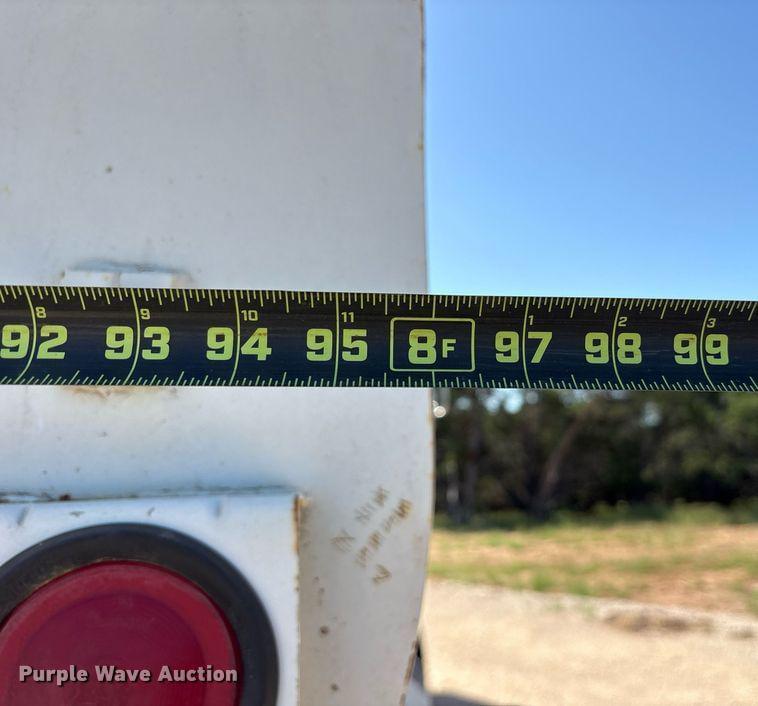 8 9 10 11 1 2 3
92 93 94 95 8F 97 98 99
Purple Wave Auction